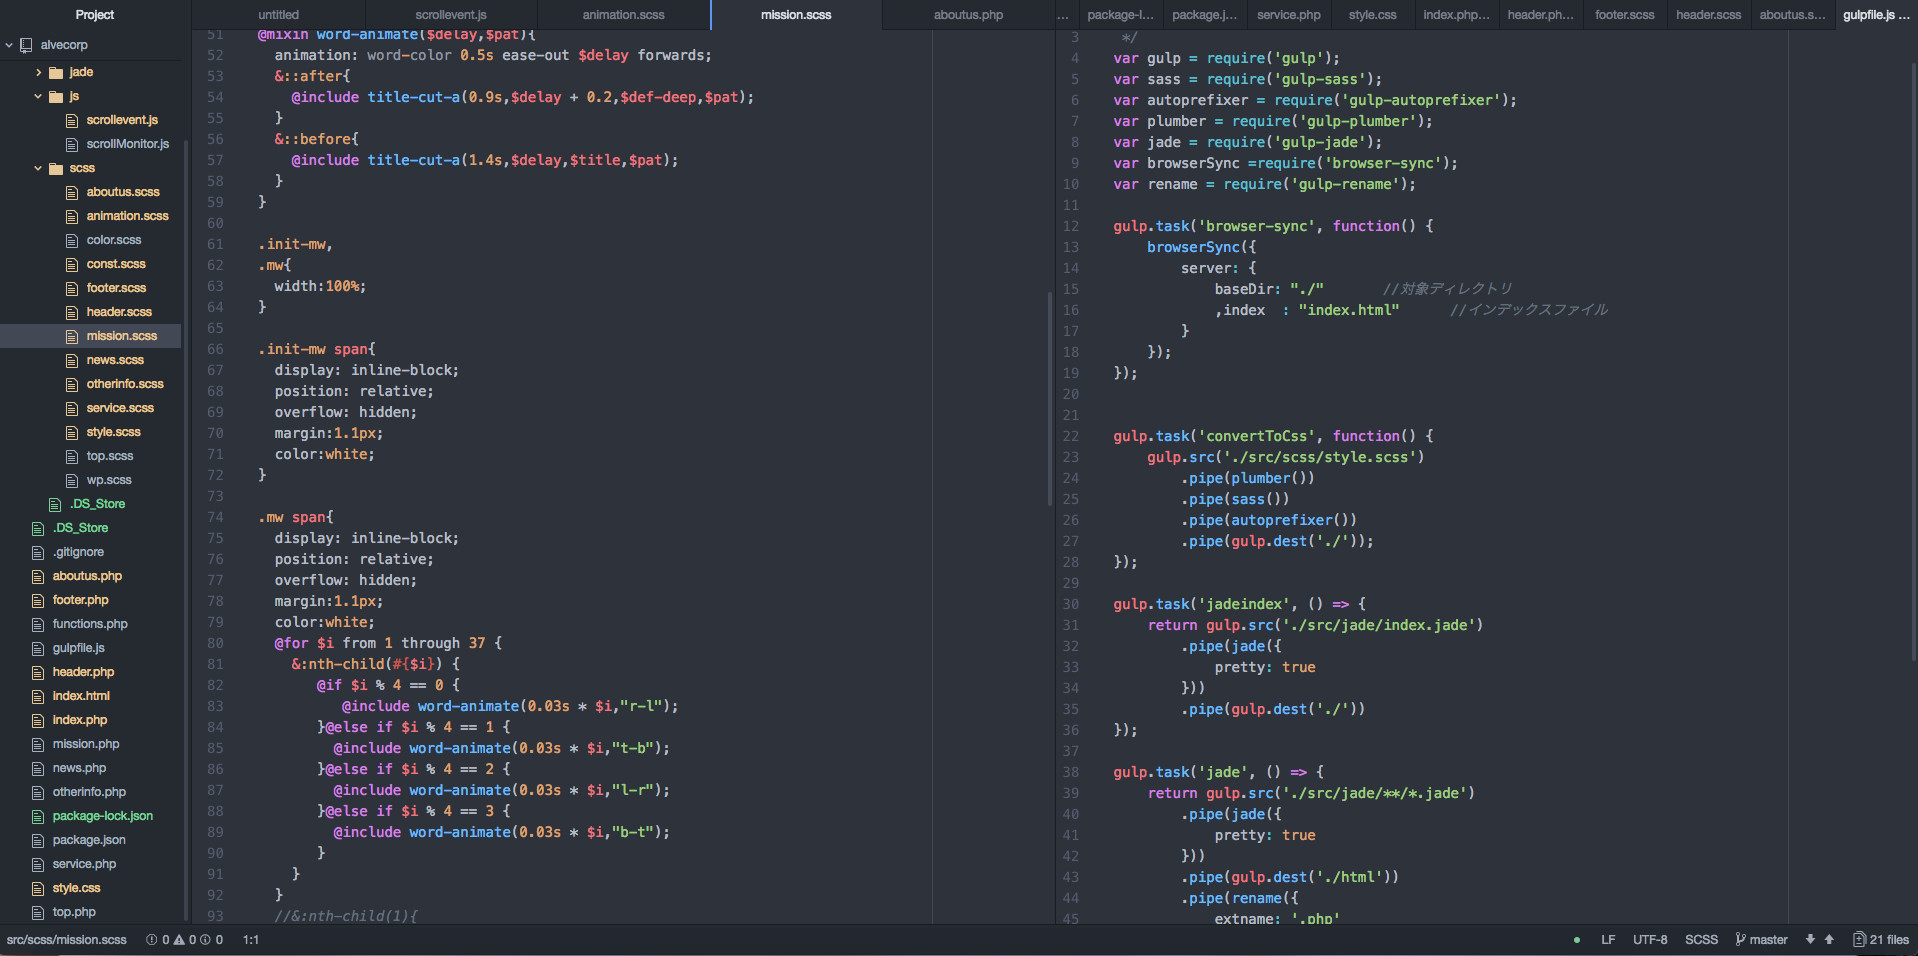 Project
alvecorp
jade
js
scrollevent.js
scrollMonitor.js
scss
aboutus.scss
animation.scss
color.scss
const.scss
footer.scss
header.scss
mission.scss
news.scss
otherinfo.scss
service.scss
style.scss
top.scss
wp.scss
.DS_Store
.DS_Store
.gitignore
aboutus.php
footer.php
functions.php
gulpfile.js
header.php
index.html
index.php
mission.php
news.php
otherinfo.php
package-lock.json
package.json
service.php
style.css
top.php
untitled
scrollevent.js
animation.scss
mission.scss
aboutus.php
51 @mixin word-animate($delay,$pat){
52 animation: word-color 0.5s ease-out $delay forwards;
53 &::after{
54 @include title-cut-a(0.9s,$delay + 0.2,$def-deep,$pat);
55 }
56 &::before{
57 @include title-cut-a(1.4s,$delay,$title,$pat);
58 }
59 }
60
61 .init-mw,
62 .mw{
63 width:100%;
64 }
65
66 .init-mw span{
67 display: inline-block;
68 position: relative;
69 overflow: hidden;
70 margin:1.1px;
71 color:white;
72 }
73
74 .mw span{
75 display: inline-block;
76 position: relative;
77 overflow: hidden;
78 margin:1.1px;
79 color:white;
80 @for $i from 1 through 37 {
81 &:nth-child(#{$i}) {
82 @if $i % 4 == 0 {
83 @include word-animate(0.03s * $i,"r-l");
84 }@else if $i % 4 == 1 {
85 @include word-animate(0.03s * $i,"t-b");
86 }@else if $i % 4 == 2 {
87 @include word-animate(0.03s * $i,"l-r");
88 }@else if $i % 4 == 3 {
89 @include word-animate(0.03s * $i,"b-t");
90 }
91 }
92 }
93 //&:nth-child(1){
...
package-l...
package.j...
service.php
style.css
index.php...
header.ph...
footer.scss
header.scss
aboutus.s...
gulpfile.js ...
3 */
4 var gulp = require('gulp');
5 var sass = require('gulp-sass');
6 var autoprefixer = require('gulp-autoprefixer');
7 var plumber = require('gulp-plumber');
8 var jade = require('gulp-jade');
9 var browserSync =require('browser-sync');
10 var rename = require('gulp-rename');
11
12 gulp.task('browser-sync', function() {
13 browserSync({
14 server: {
15 baseDir: "./" //対象ディレクトリ
16 ,index : "index.html" //インデックスファイル
17 }
18 });
19 });
20
21
22 gulp.task('convertToCss', function() {
23 gulp.src('./src/scss/style.scss')
24 .pipe(plumber())
25 .pipe(sass())
26 .pipe(autoprefixer())
27 .pipe(gulp.dest('./'));
28 });
29
30 gulp.task('jadeindex', () => {
31 return gulp.src('./src/jade/index.jade')
32 .pipe(jade({
33 pretty: true
34 }))
35 .pipe(gulp.dest('./'))
36 });
37
38 gulp.task('jade', () => {
39 return gulp.src('./src/jade/**/*.jade')
40 .pipe(jade({
41 pretty: true
42 }))
43 .pipe(gulp.dest('./html'))
44 .pipe(rename({
45 extname: '.php'
src/scss/mission.scss 0 0 0 1:1
LF UTF-8 SCSS master 21 files